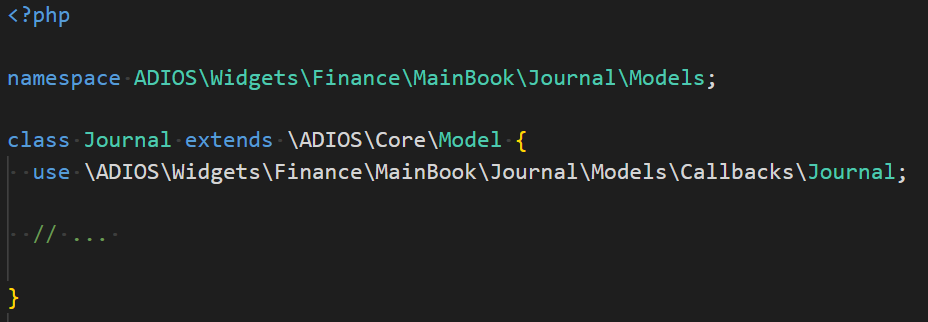 <?php
namespace ADIOS\Widgets\Finance\MainBook\Journal\Models;
class Journal extends \ADIOS\Core\Model {
use \ADIOS\Widgets\Finance\MainBook\Journal\Models\Callbacks\Journal;
// ...
}